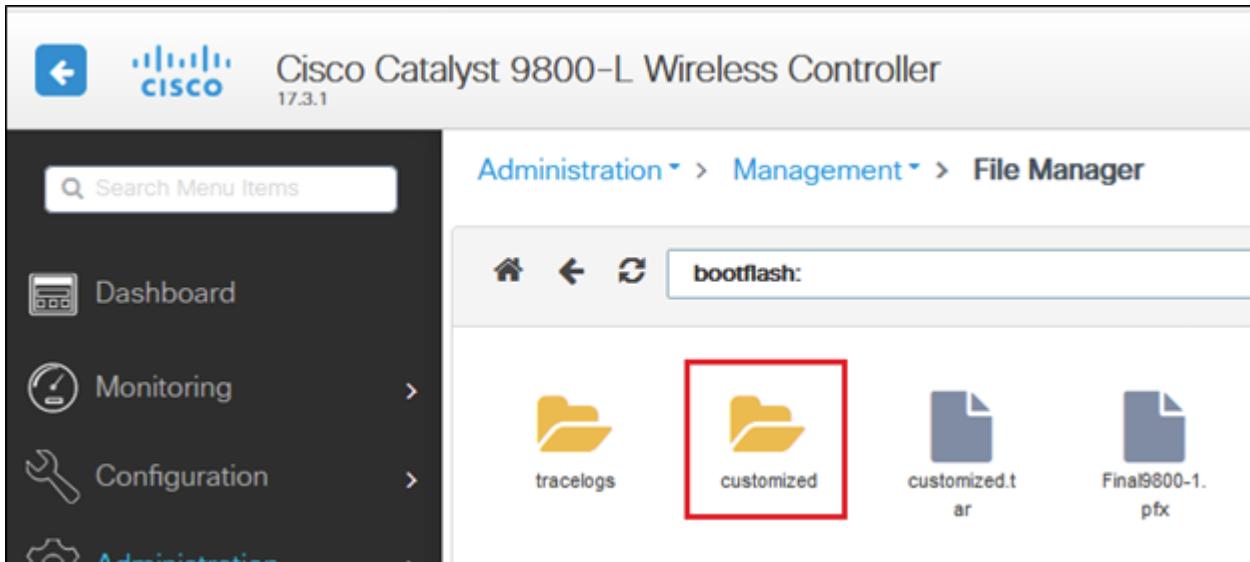 CISCO
Cisco Catalyst 9800-L Wireless Controller
17.3.1
Search Menu Items
Administration > Management > File Manager
bootflash:
Dashboard
Monitoring
Configuration
Administration
tracelogs
customized
customized.t
ar
Final9800-1.
pfx